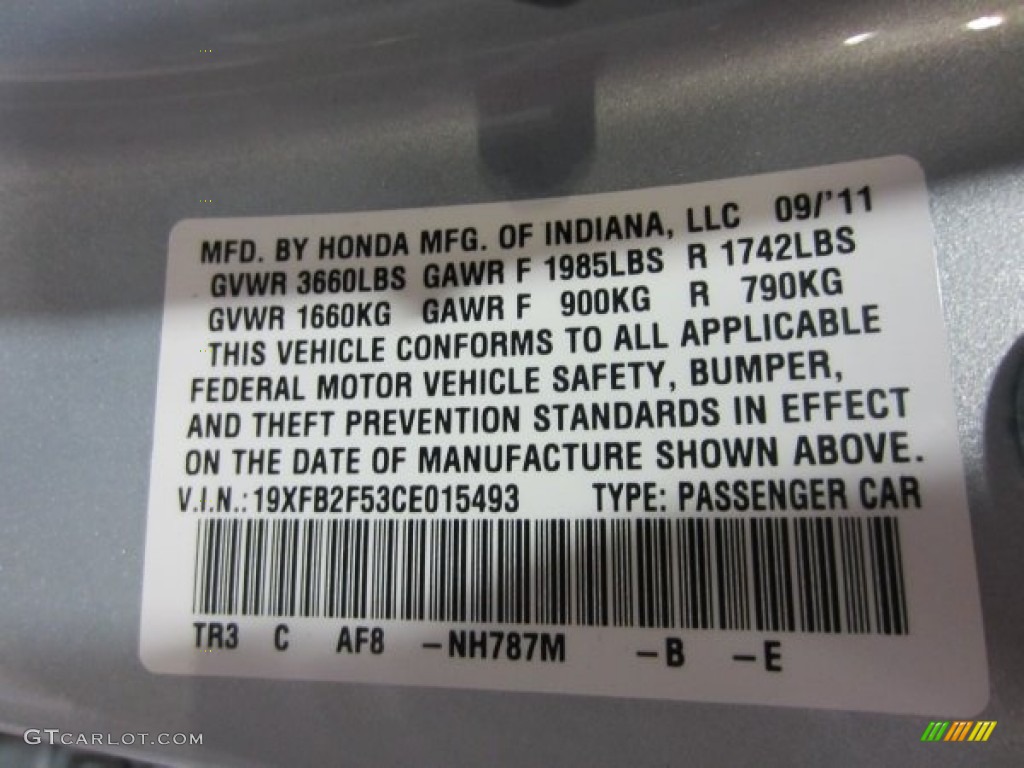 MFD. BY HONDA MFG. OF INDIANA, LLC 09/'11
GVWR 3660LBS GAWR F 1985LBS R 1742LBS
GVWR 1660KG GAWR F 900KG R 790KG
THIS VEHICLE CONFORMS TO ALL APPLICABLE
FEDERAL MOTOR VEHICLE SAFETY, BUMPER,
AND THEFT PREVENTION STANDARDS IN EFFECT
ON THE DATE OF MANUFACTURE SHOWN ABOVE.
V.I.N.: 19XFB2F53CE015493 TYPE: PASSENGER CAR
TR3 C AF8 -NH787M -B -E
GTCARLOT.COM